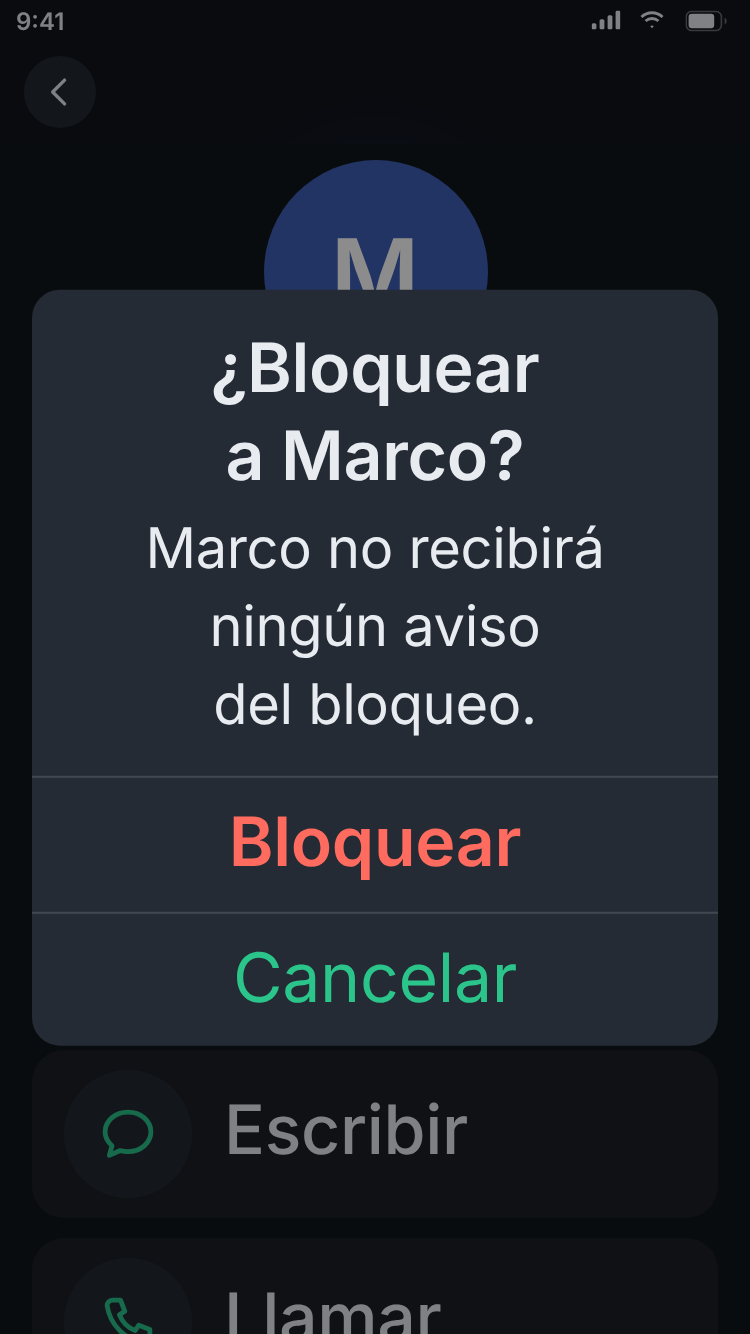 9:41
M
¿Bloquear
a Marco?
Marco no recibirá
ningún aviso
del bloqueo.
Bloquear
Cancelar
Escribir
Llamar